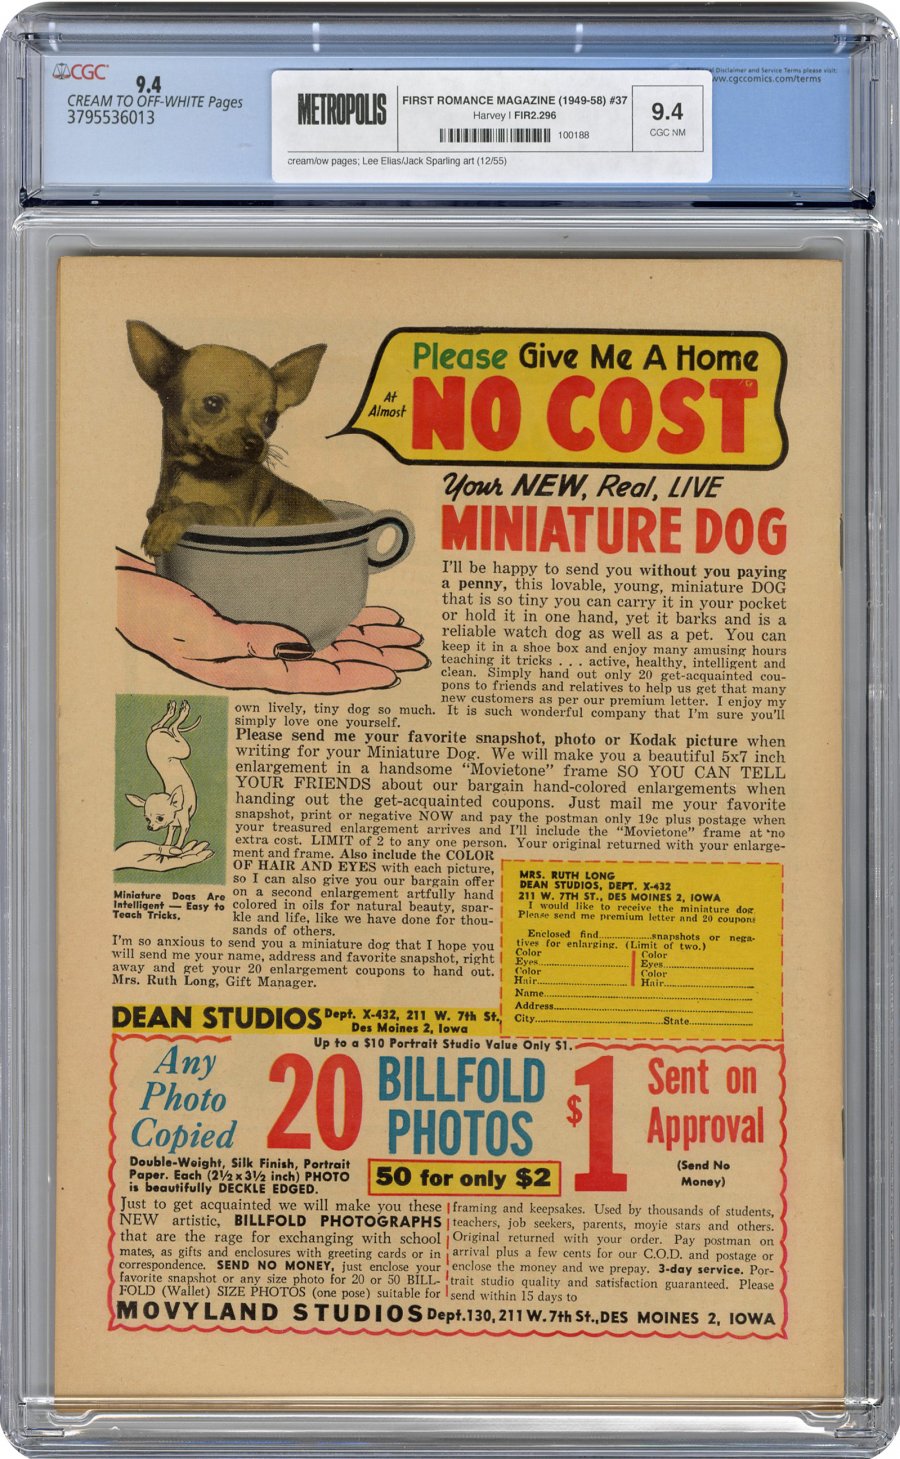 CGC
9.4
CREAM TO OFF-WHITE Pages
3795536013
METROPOLIS
FIRST ROMANCE MAGAZINE (1949-58) #37
Harvey | FIR2.296
100188
9.4
CGC NM
cream/ow pages; Lee Elias/Jack Sparling art (12/55)
Disclaimer and Service Terms please visit:
ww.cgccomics.com/terms
Please Give Me A Home
At
Almost
NO COST
Your NEW, Real, LIVE
MINIATURE DOG
I'll be happy to send you without you paying
a penny, this lovable, young, miniature DOG
that is so tiny you can carry it in your pocket
or hold it in one hand, yet it barks and is a
reliable watch dog as well as a pet. You can
keep it in a shoe box and enjoy many amusing hours
teaching it tricks . . . active, healthy, intelligent and
clean. Simply hand out only 20 get-acquainted cou-
pons to friends and relatives to help us get that many
new customers as per our premium letter. I enjoy my
own lively, tiny dog so much. It is such wonderful company that I'm sure you'll
simply love one yourself.
Please send me your favorite snapshot, photo or Kodak picture when
writing for your Miniature Dog. We will make you a beautiful 5x7 inch
enlargement in a handsome "Movietone" frame SO YOU CAN TELL
YOUR FRIENDS about our bargain hand-colored enlargements when
handing out the get-acquainted coupons. Just mail me your favorite
snapshot, print or negative NOW and pay the postman only 19c plus postage when
your treasured enlargement arrives and I'll include the "Movietone" frame at no
extra cost. LIMIT of 2 to any one person. Your original returned with your enlarge-
ment and frame. Also include the COLOR
OF HAIR AND EYES with each picture,
so I can also give you our bargain offer
on a second enlargement artfully hand
colored in oils for natural beauty, spar-
kle and life, like we have done for thou-
sands of others.
Miniature Dogs Are
Intelligent — Easy to
Teach Tricks.
I'm so anxious to send you a miniature dog that I hope you
will send me your name, address and favorite snapshot, right
away and get your 20 enlargement coupons to hand out.
Mrs. Ruth Long, Gift Manager.
DEAN STUDIOS Dept. X-432, 211 W. 7th St.,
Des Moines 2, Iowa
MRS. RUTH LONG
DEAN STUDIOS, DEPT. X-432
211 W. 7TH ST., DES MOINES 2, IOWA
I would like to receive the miniature dog
Please send me premium letter and 20 coupons
Enclosed find..............snapshots or nega-
tives for enlarging. (Limit of two.)
Color
Eyes..............................
Color
Eyes..............................
Color
Hair..............................
Color
Hair..............................
Name..............................
Address..............................
City..............................State....................
Up to a $10 Portrait Studio Value Only $1.
Any
Photo
Copied
20 BILLFOLD
PHOTOS
$1
Sent on
Approval
(Send No
Money)
50 for only $2
Double-Weight, Silk Finish, Portrait
Paper. Each (2½ x 3½ inch) PHOTO
is beautifully DECKLE EDGED.
Just to get acquainted we will make you these
NEW artistic, BILLFOLD PHOTOGRAPHS
that are the rage for exchanging with school
mates, as gifts and enclosures with greeting cards or in
correspondence. SEND NO MONEY, just enclose your
favorite snapshot or any size photo for 20 or 50 BILL-
FOLD (Wallet) SIZE PHOTOS (one pose) suitable for
framing and keepsakes. Used by thousands of students,
teachers, job seekers, parents, movie stars and others.
Original returned with your order. Pay postman on
arrival plus a few cents for our C.O.D. and postage or
enclose the money and we prepay. 3-day service. Por-
trait studio quality and satisfaction guaranteed. Please
send within 15 days to
MOVYLAND STUDIOS Dept.130, 211 W. 7th St., DES MOINES 2, IOWA